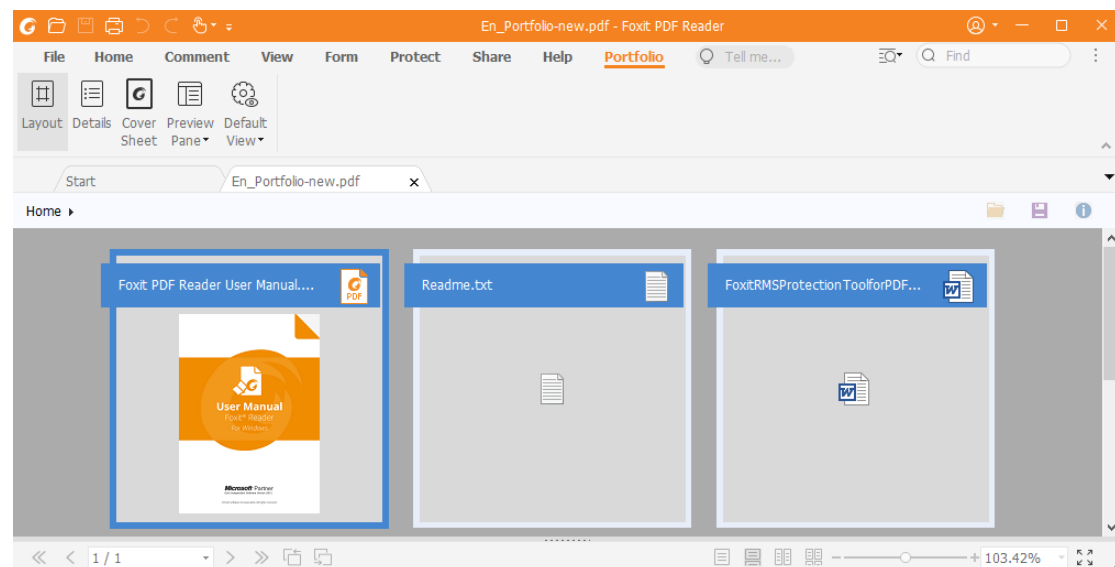 En_Portfolio-new.pdf - Foxit PDF Reader
File Home Comment View Form Protect Share Help Portfolio Tell me... Find
Layout Details Cover Sheet Preview Pane Default View
Start En_Portfolio-new.pdf
Home
Foxit PDF Reader User Manual.... PDF
Readme.txt
FoxitRMSProtectionToolforPDF...
User Manual
Foxit® Reader
For Windows
Microsoft Partner
1 / 1
103.42%